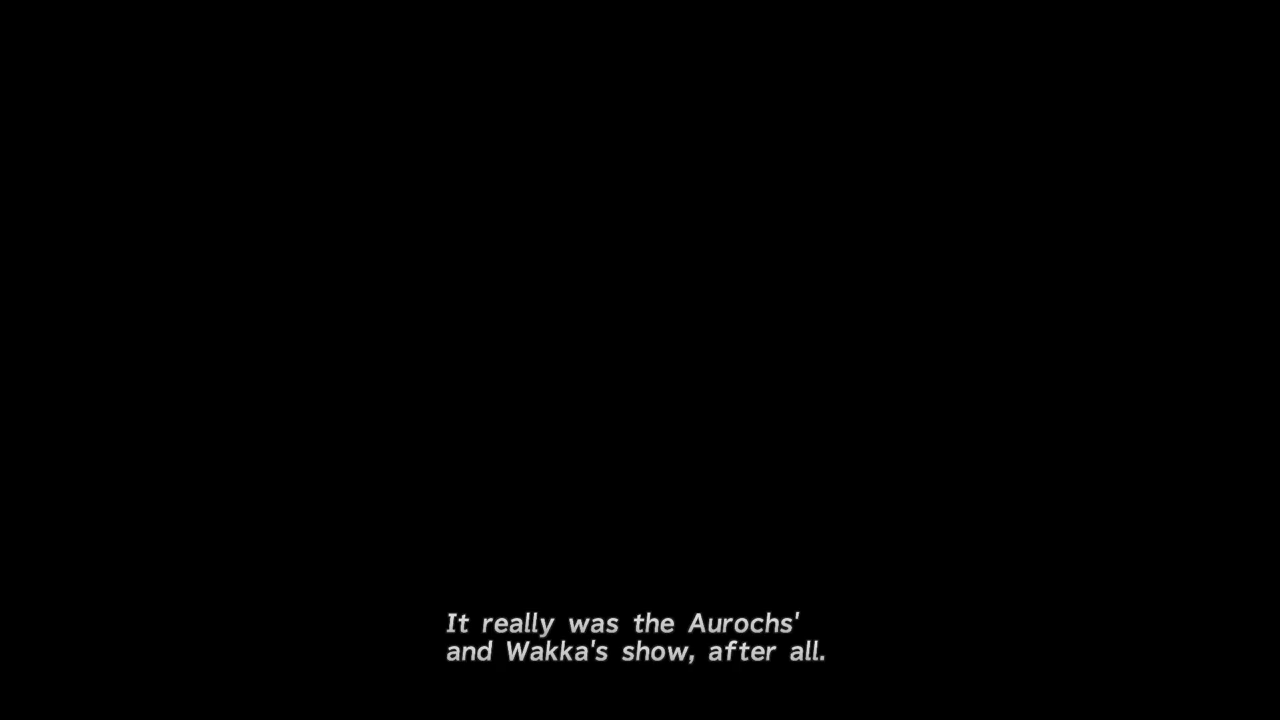 It really was the Aurochs'
and Wakka's show, after all.